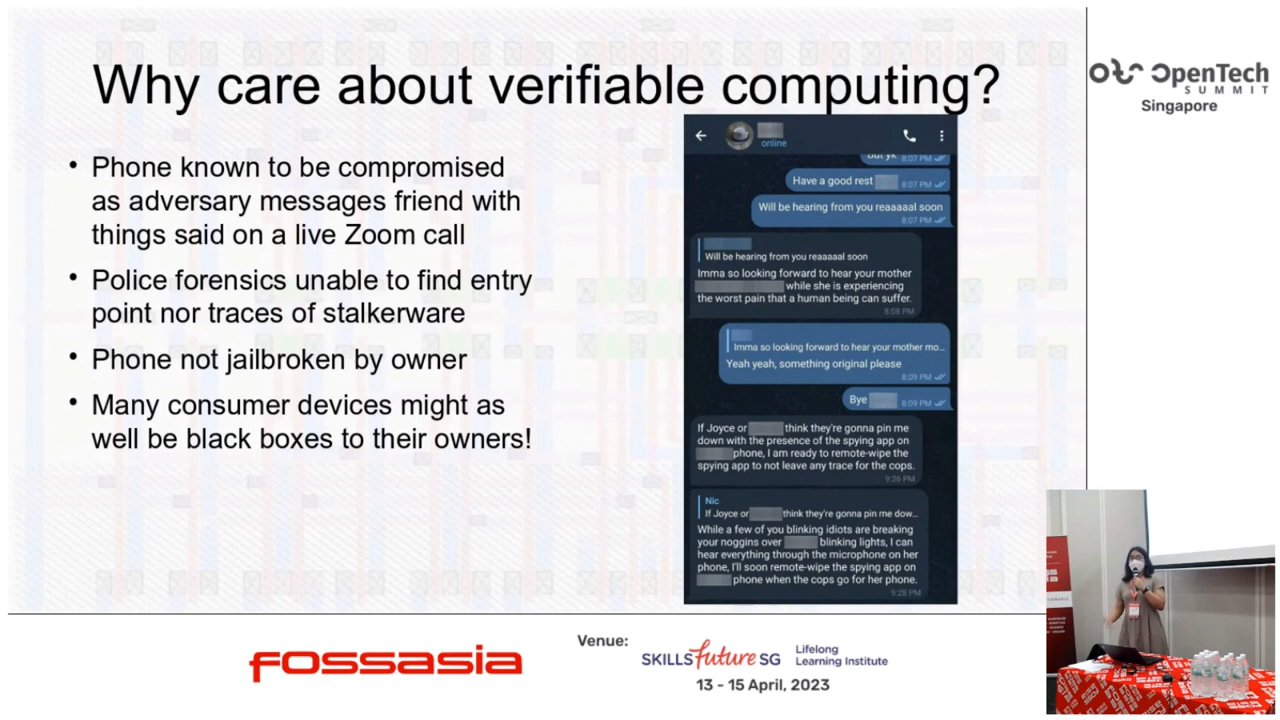 Why care about verifiable computing?
• Phone known to be compromised
as adversary messages friend with
things said on a live Zoom call
• Police forensics unable to find entry
point nor traces of stalkerware
• Phone not jailbroken by owner
• Many consumer devices might as
well be black boxes to their owners!
online
but yk 8:07 PM
Have a good rest 8:07 PM
Will be hearing from you reaaaaal soon
8:07 PM
Will be hearing from you reaaaaal soon
Imma so looking forward to hear your mother
while she is experiencing
the worst pain that a human being can suffer.
8:08 PM
Imma so looking forward to hear your mother mo...
Yeah yeah, something original please
8:09 PM
Bye 8:09 PM
If Joyce or think they're gonna pin me
down with the presence of the spying app on
phone, I am ready to remote-wipe the
spying app to not leave any trace for the cops.
9:26 PM
Nic
If Joyce or think they're gonna pin me dow...
While a few of you blinking idiots are breaking
your noggins over blinking lights, I can
hear everything through the microphone on her
phone, I'll soon remote-wipe the spying app on
phone when the cops go for her phone.
9:28 PM
OpenTech
SUMMIT
Singapore
fossasia
Venue:
SKILLSfuture SG
Lifelong
Learning Institute
13 - 15 April, 2023